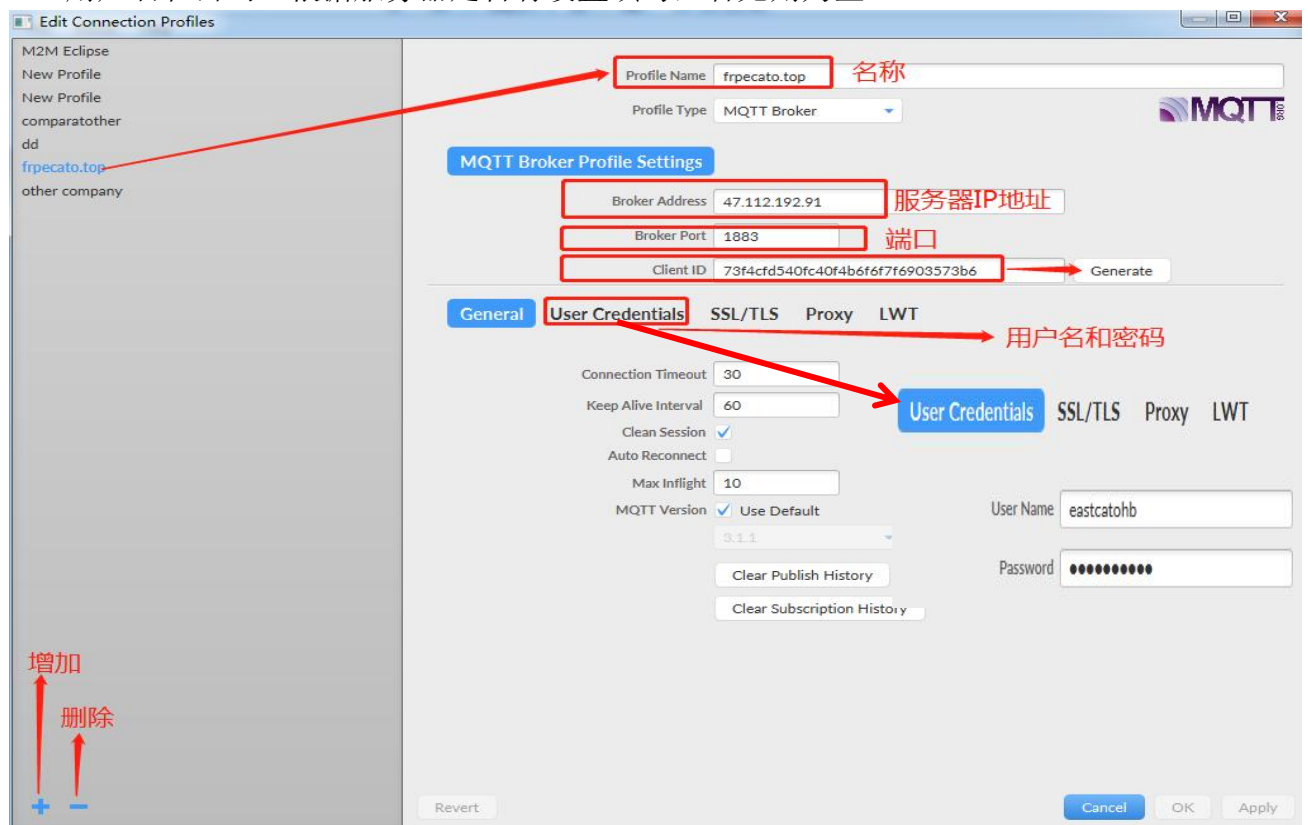 Edit Connection Profiles
M2M Eclipse
New Profile
New Profile
comparatother
dd
frpecato.top
other company
增加
删除
Profile Name frpecato.top 名称
Profile Type MQTT Broker
MQTT .ORG
MQTT Broker Profile Settings
Broker Address 47.112.192.91 服务器IP地址
Broker Port 1883 端口
Client ID 73f4cfd540fc40f4b6f6f7f6903573b6 Generate
General User Credentials SSL/TLS Proxy LWT
用户名和密码
Connection Timeout 30
Keep Alive Interval 60
Clean Session
Auto Reconnect
Max Inflight 10
MQTT Version Use Default
3.1.1
Clear Publish History
Clear Subscription History
User Credentials SSL/TLS Proxy LWT
User Name eastcatohb
Password ●●●●●●●●●●
Revert Cancel OK Apply